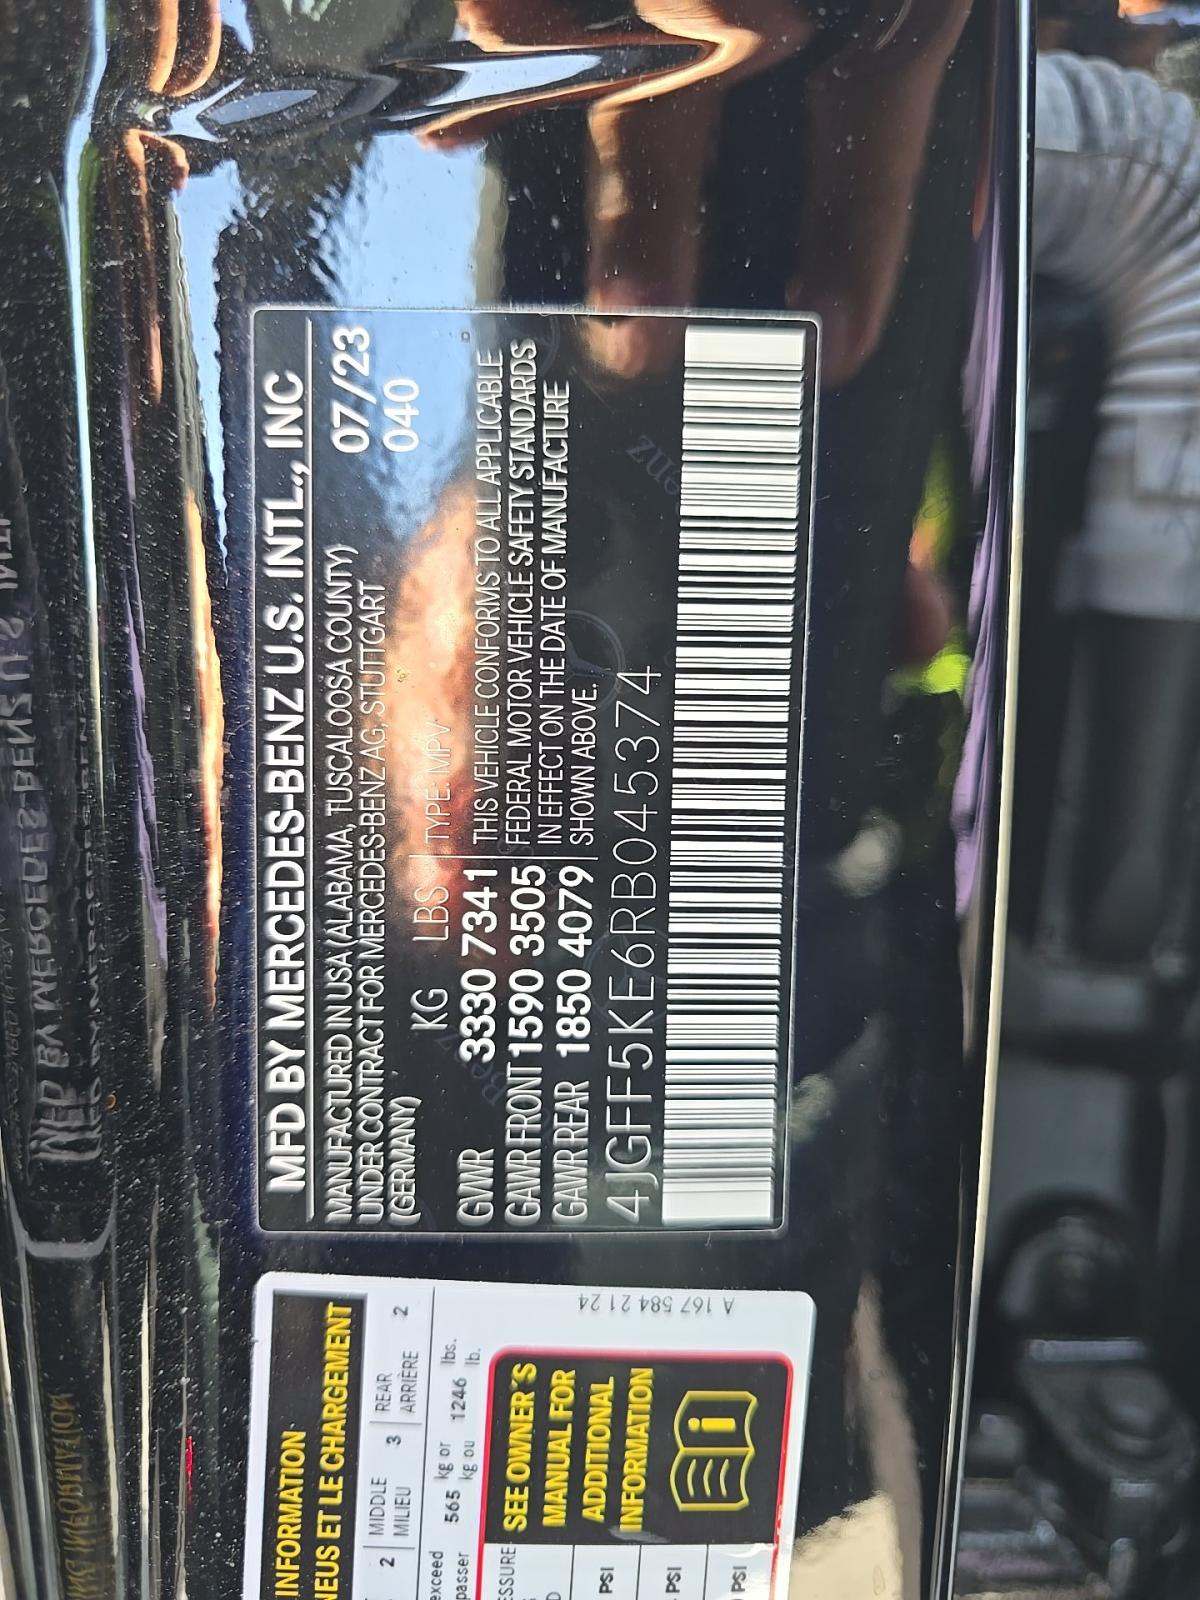 MFD BY MERCEDES-BENZ U.S. INTL., INC
MANUFACTURED IN USA (ALABAMA, TUSCALOOSA COUNTY) 07/23
UNDER CONTRACT FOR MERCEDES-BENZ AG, STUTTGART 040
(GERMANY)
KG LBS TYPE: MPV
GVWR 3330 7341 THIS VEHICLE CONFORMS TO ALL APPLICABLE
GAWR FRONT 1590 3505 FEDERAL MOTOR VEHICLE SAFETY STANDARDS
GAWR REAR 1850 4079 IN EFFECT ON THE DATE OF MANUFACTURE
SHOWN ABOVE.
4JGFF5KE6RB045374
INFORMATION
NEUS ET LE CHARGEMENT
2 MIDDLE 3 REAR 2
MILIEU ARRIÈRE
exceed 565 kg or 1246 lbs.
passer kg ou lb.
SEE OWNER'S
MANUAL FOR
ADDITIONAL
INFORMATION
PSI
PSI
PSI
A 167 584 21 24